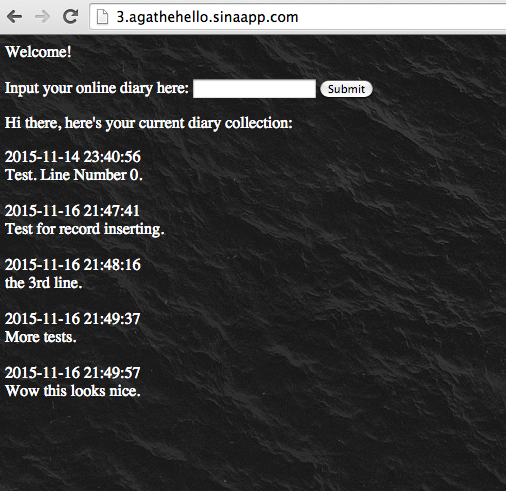 3.agathehello.sinaapp.com
Welcome!
Input your online diary here: Submit
Hi there, here's your current diary collection:
2015-11-14 23:40:56
Test. Line Number 0.
2015-11-16 21:47:41
Test for record inserting.
2015-11-16 21:48:16
the 3rd line.
2015-11-16 21:49:37
More tests.
2015-11-16 21:49:57
Wow this looks nice.